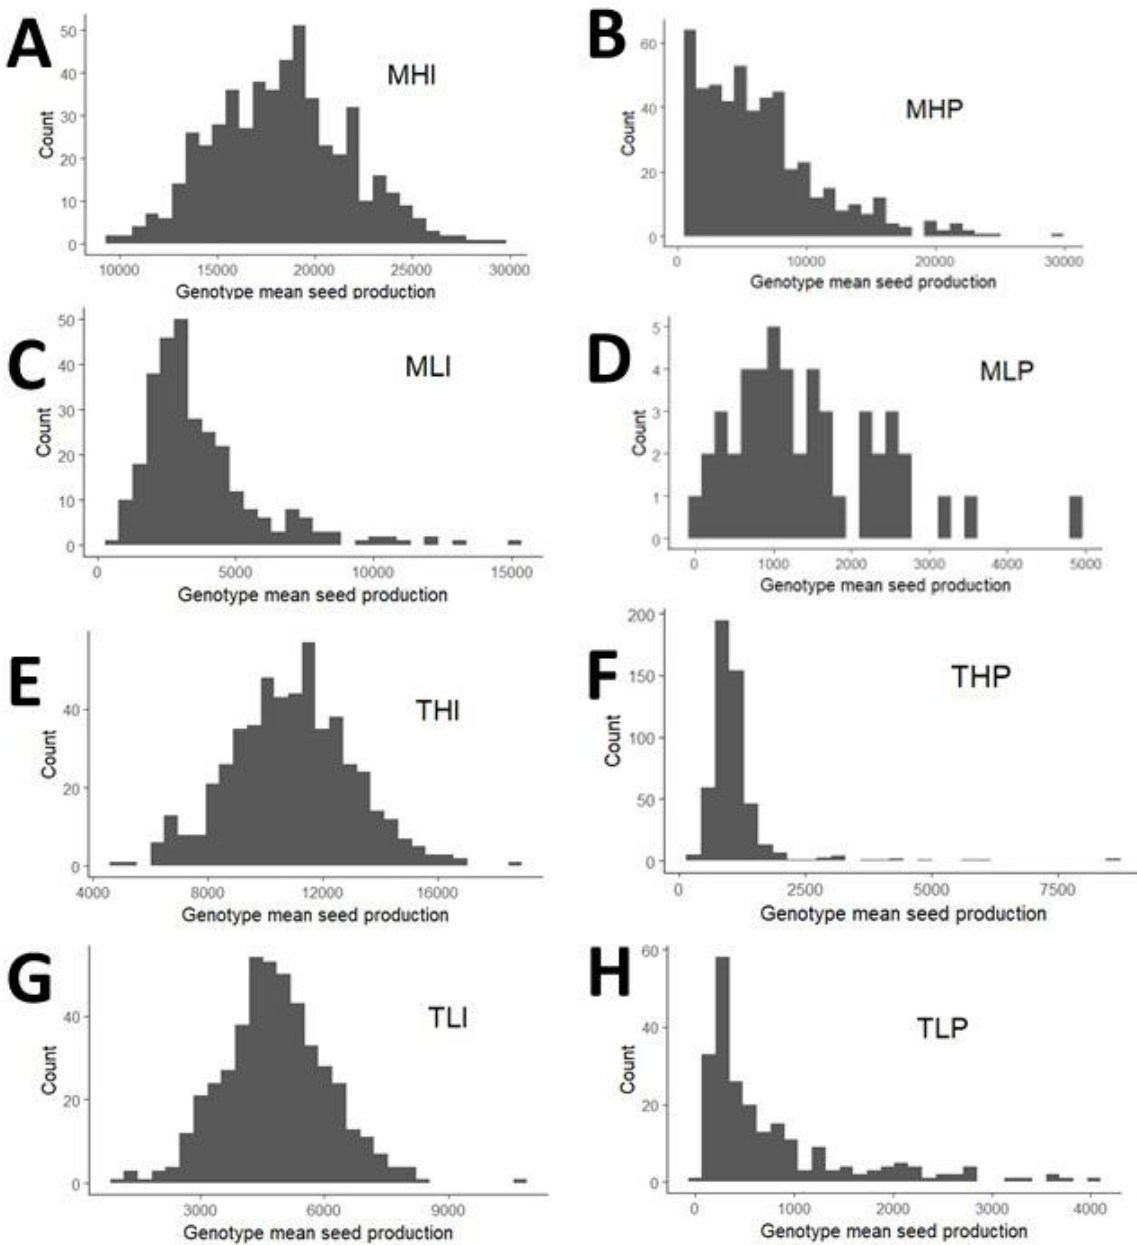 A
MHI
Count
50
40
30
20
10
0
10000 15000 20000 25000 30000
Genotype mean seed production
B
MHP
Count
60
40
20
0
0 10000 20000 30000
Genotype mean seed production
C
MLI
Count
50
40
30
20
10
0
0 5000 10000 15000
Genotype mean seed production
D
MLP
Count
5
4
3
2
1
0
0 1000 2000 3000 4000 5000
Genotype mean seed production
E
THI
Count
40
20
0
4000 8000 12000 16000
Genotype mean seed production
F
THP
Count
200
150
100
50
0
0 2500 5000 7500
Genotype mean seed production
G
TLI
Count
40
20
0
3000 6000 9000
Genotype mean seed production
H
TLP
Count
60
40
20
0
0 1000 2000 3000 4000
Genotype mean seed production